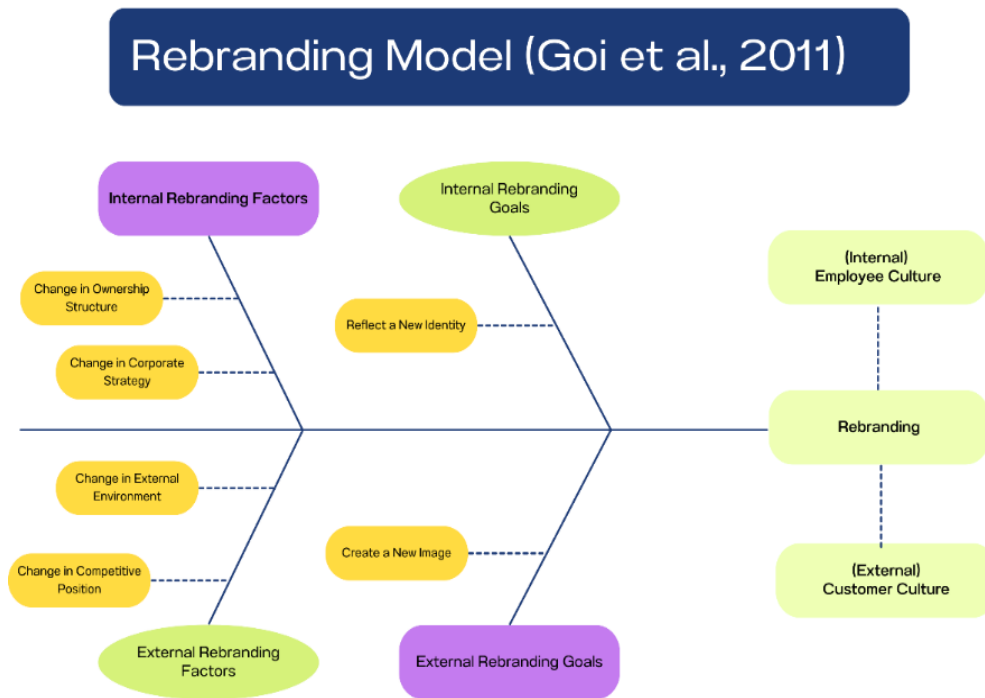 Rebranding Model (Goi et al., 2011)
Internal Rebranding Factors
Internal Rebranding
Goals
(Internal)
Employee Culture
Change in Ownership
Structure
Reflect a New Identity
Change in Corporate
Strategy
Rebranding
Change in External
Environment
Create a New Image
Change in Competitive
Position
(External)
Customer Culture
External Rebranding
Factors
External Rebranding Goals